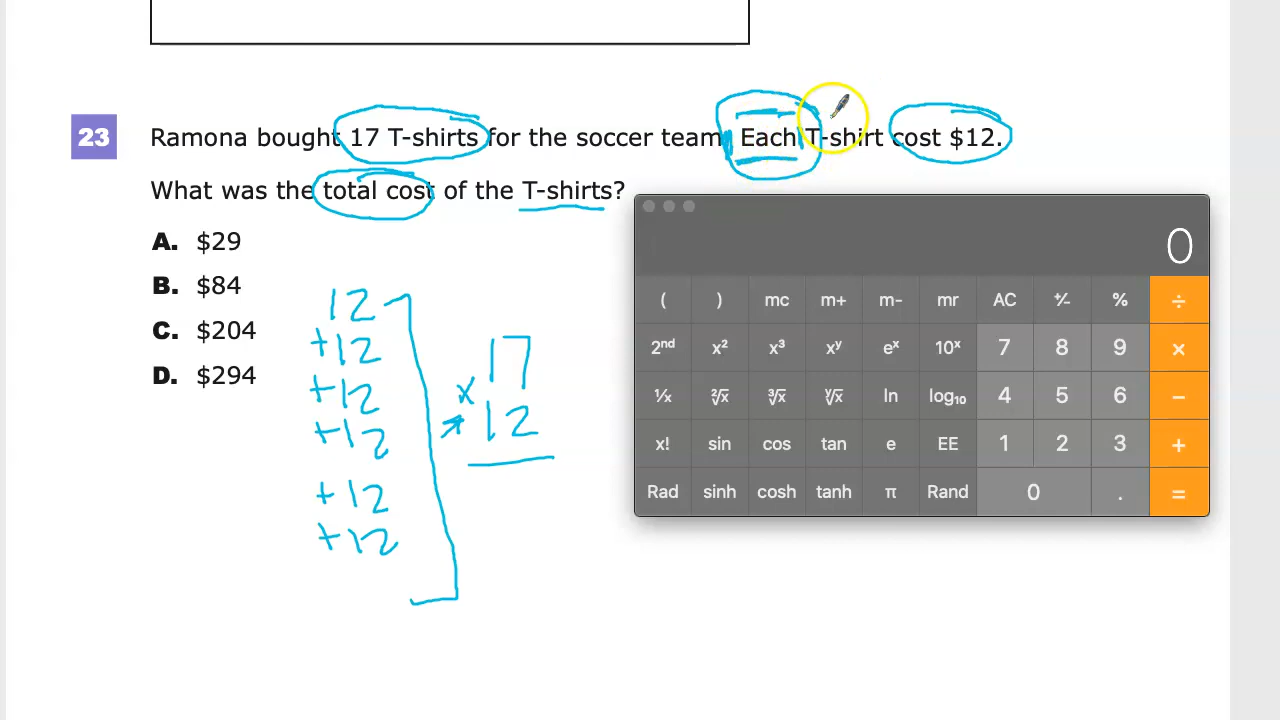 23 Ramona bought 17 T-shirts for the soccer team. Each T-shirt cost $12.
What was the total cost of the T-shirts?
A. $29
B. $84
C. $204
D. $294
12
+12
+12
+12
+12
+12
17
x 12
0
( ) mc m+ m- mr AC +/- % ÷
2nd x² x³ xʸ eˣ 10ˣ 7 8 9 ×
1/x ²√x ³√x ʸ√x ln log₁₀ 4 5 6 −
x! sin cos tan e EE 1 2 3 +
Rad sinh cosh tanh π Rand 0 . =